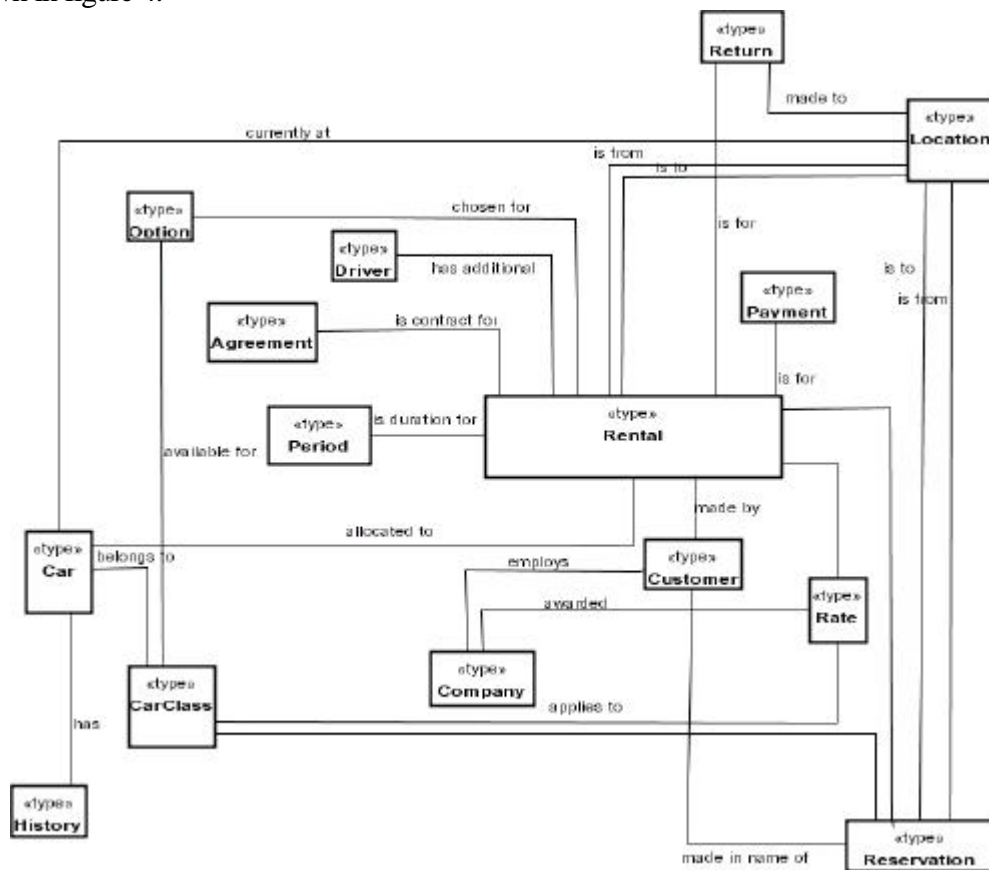 «type»
Return
made to
«type»
Location
currently at
is from
is to
«type»
Option
chosen for
is for
«type»
Driver
has additional
is to
«type»
Payment
is from
«type»
Agreement
is contract for
is for
«type»
Period
is duration for
«type»
Rental
available for
made by
allocated to
«type»
Car
belongs to
employs
«type»
Customer
awarded
«type»
Rate
«type»
Company
«type»
CarClass
applies to
has
«type»
History
made in name of
«type»
Reservation